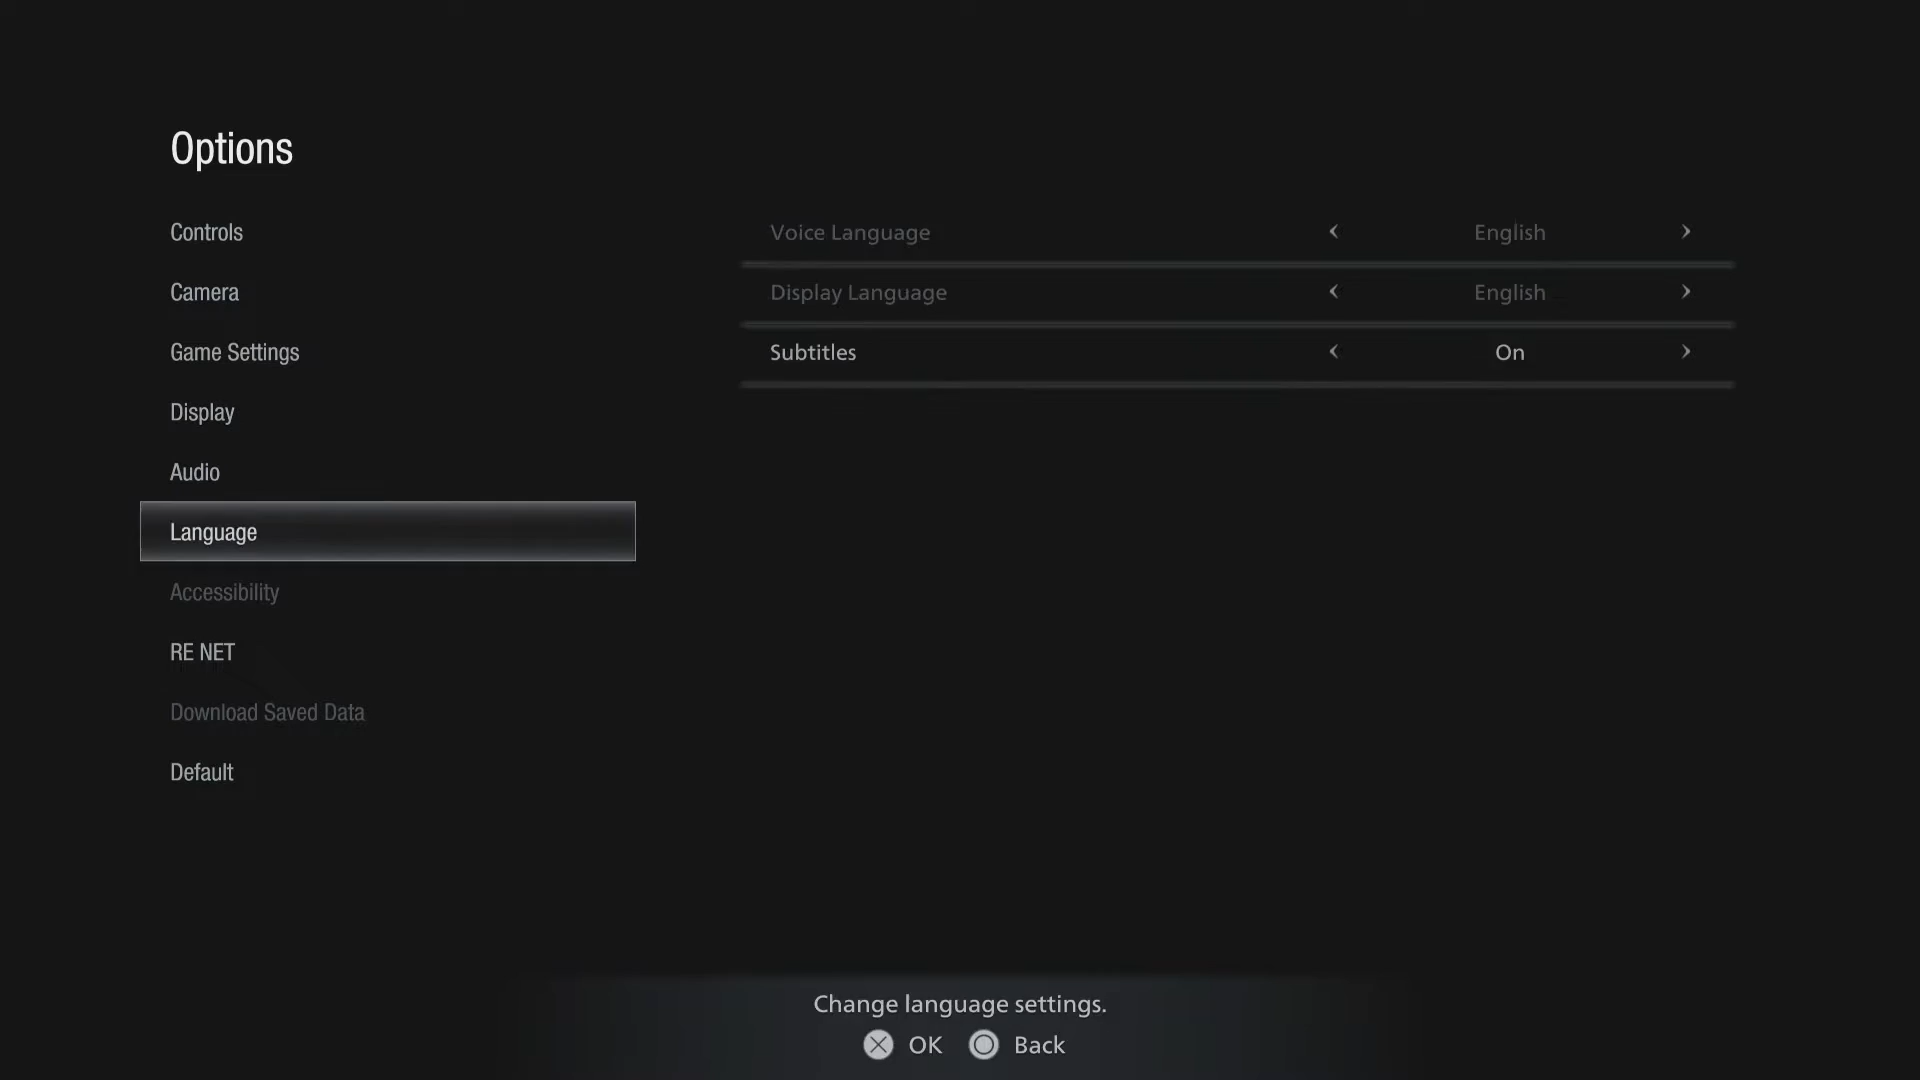 Options
Controls
Camera
Game Settings
Display
Audio
Language
Accessibility
RE NET
Download Saved Data
Default
Voice Language English
Display Language English
Subtitles On
Change language settings.
OK Back